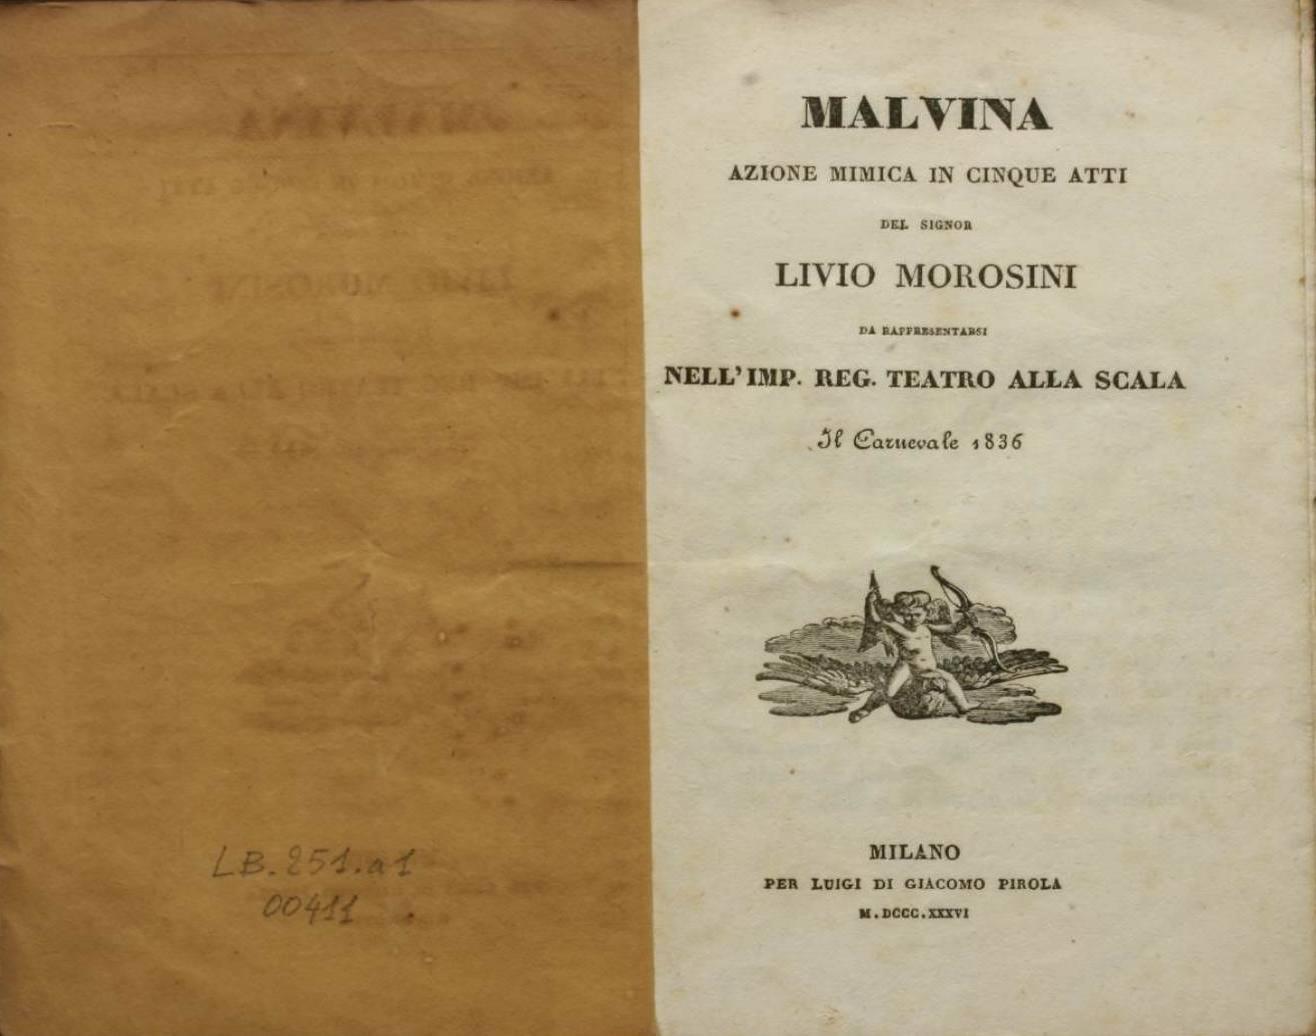 LB.251.a1
00411
MALVINA
AZIONE MIMICA IN CINQUE ATTI
DEL SIGNOR
LIVIO MOROSINI
DA RAPPRESENTARSI
NELL'IMP. REG. TEATRO ALLA SCALA
Il Carnevale 1836
MILANO
PER LUIGI DI GIACOMO PIROLA
M.DCCC.XXXVI